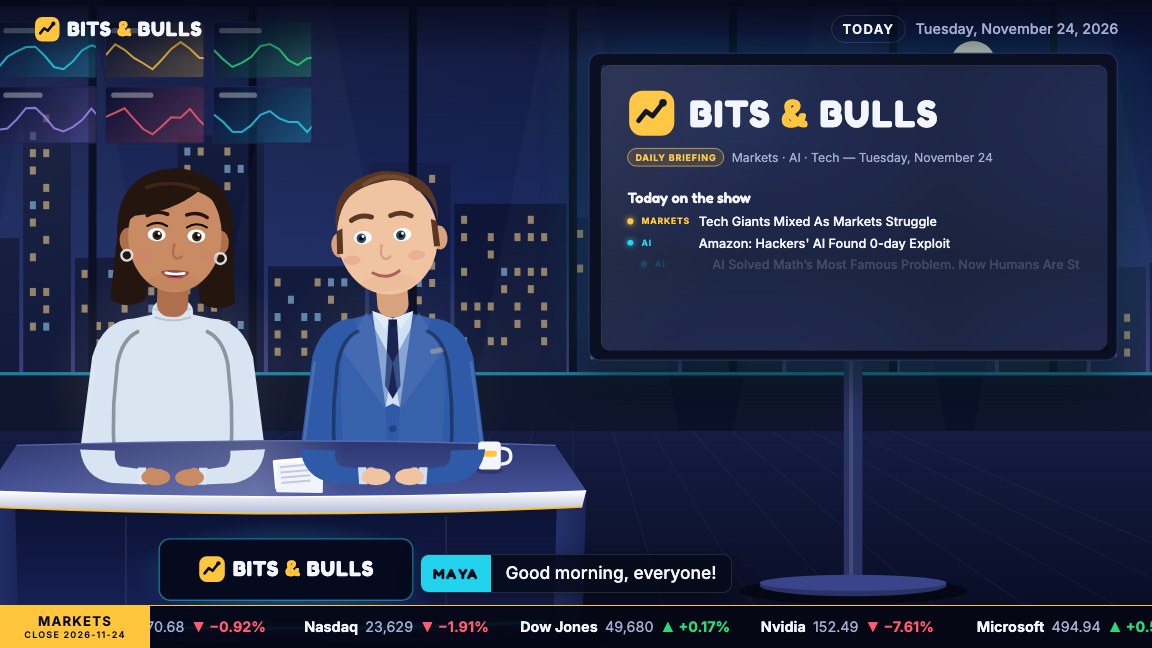 BITS & BULLS
TODAY Tuesday, November 24, 2026
BITS & BULLS
DAILY BRIEFING Markets · AI · Tech — Tuesday, November 24
Today on the show
MARKETS Tech Giants Mixed As Markets Struggle
AI Amazon: Hackers' AI Found 0-day Exploit
AI AI Solved Math's Most Famous Problem. Now Humans Are St
BITS & BULLS
MAYA Good morning, everyone!
MARKETS
CLOSE 2026-11-24
70.68 ▼ −0.92% Nasdaq 23,629 ▼ −1.91% Dow Jones 49,680 ▲ +0.17% Nvidia 152.49 ▼ −7.61% Microsoft 494.94 ▲